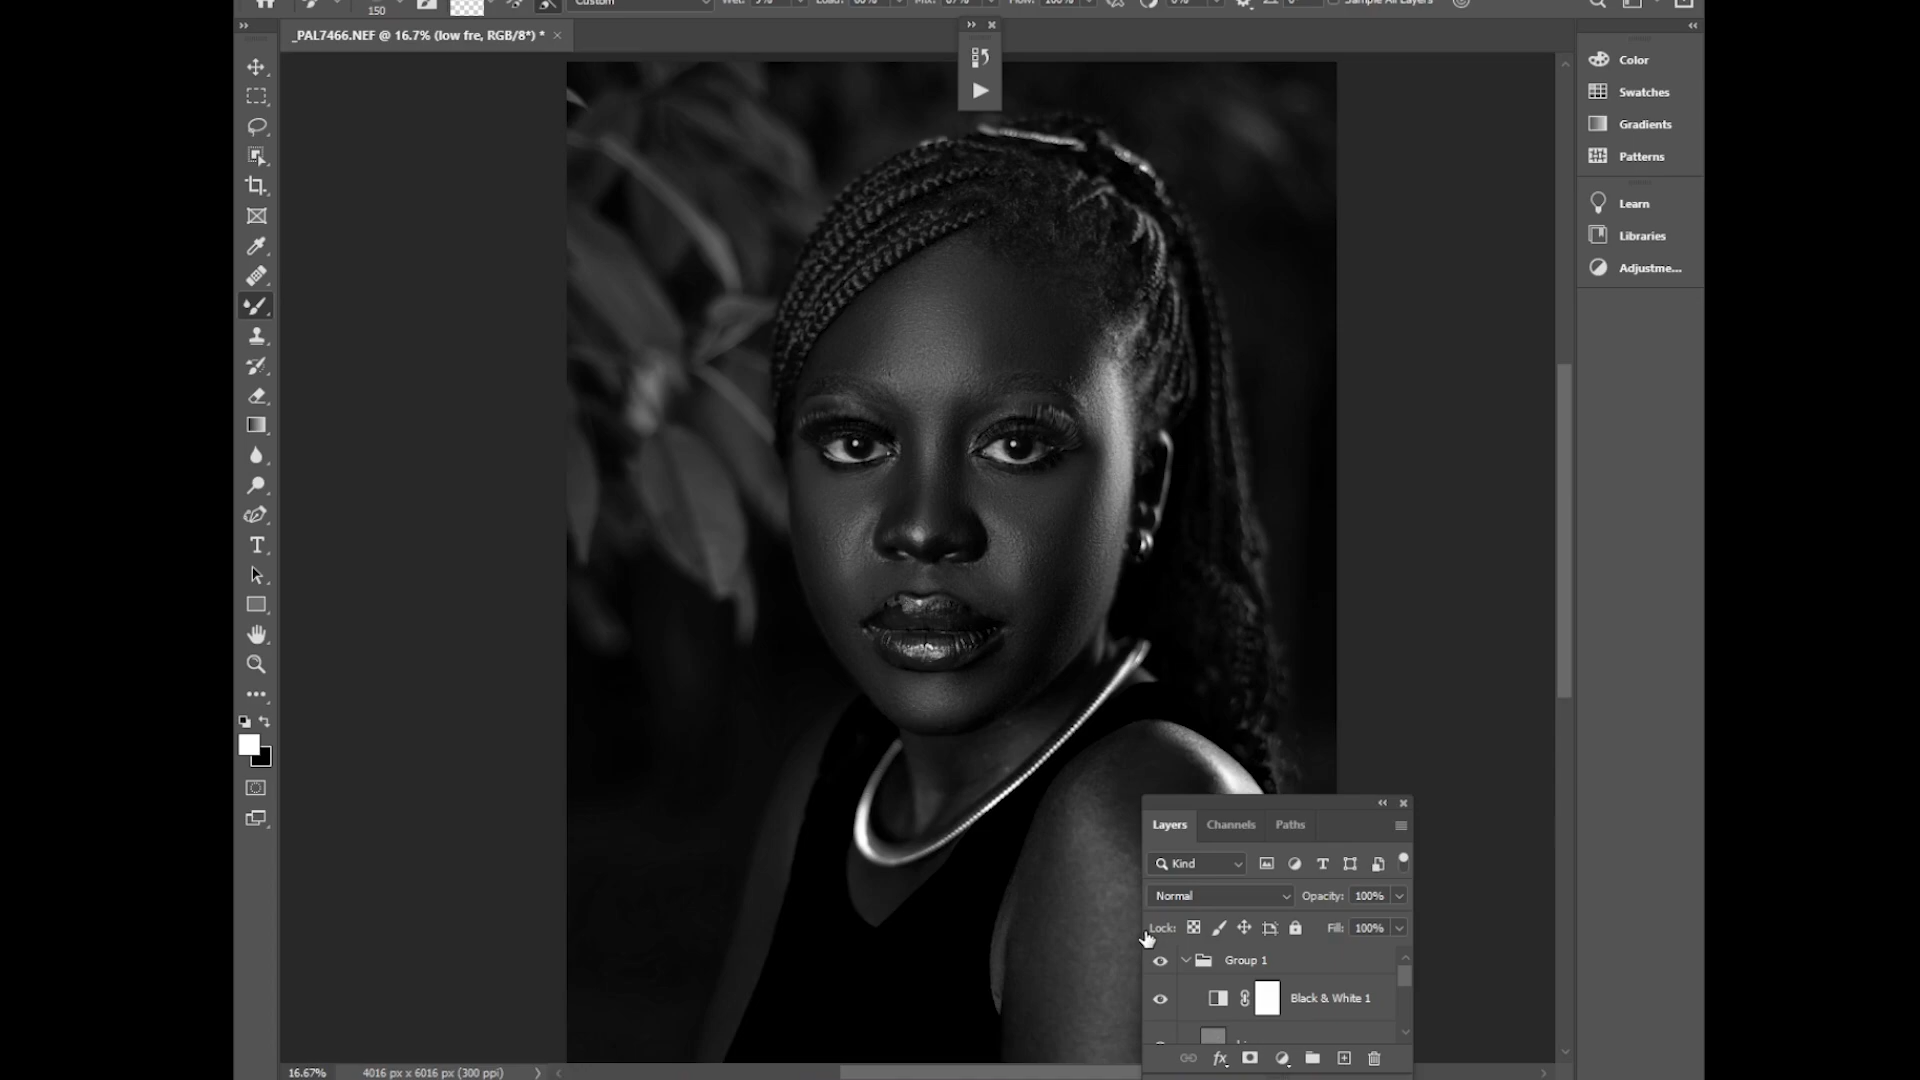 150
Custom
_PAL7466.NEF @ 16.7% (low fre, RGB/8*) *
Color
Swatches
Gradients
Patterns
Learn
Libraries
Adjustme...
Layers Channels Paths
Kind
Normal Opacity: 100%
Lock: Fill: 100%
Group 1
Black & White 1
16.67% 4016 px x 6016 px (300 ppi)